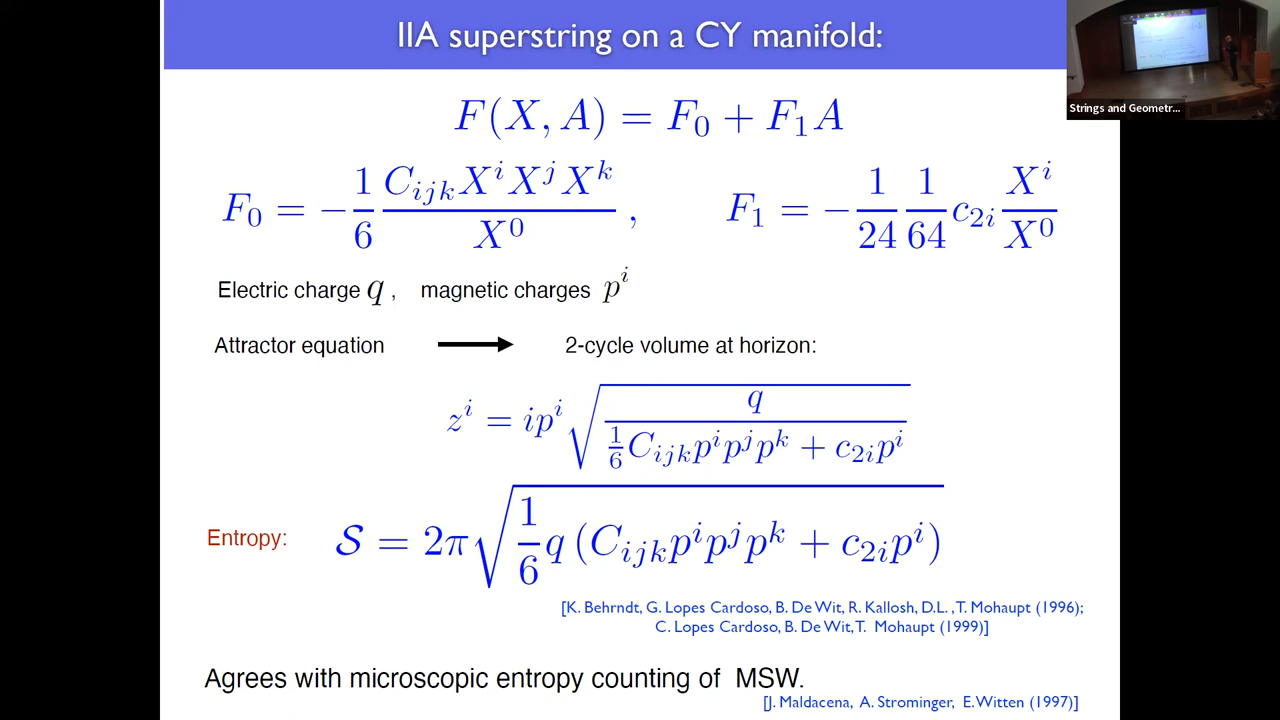 IIA superstring on a CY manifold:
Strings and Geometr...
F(X, A) = F_0 + F_1 A
F_0 = -\frac{1}{6} \frac{C_{ijk} X^i X^j X^k}{X^0} , F_1 = -\frac{1}{24} \frac{1}{64} c_{2i} \frac{X^i}{X^0}
Electric charge q , magnetic charges p^i
Attractor equation → 2-cycle volume at horizon:
z^i = i p^i \sqrt{\frac{q}{\frac{1}{6} C_{ijk} p^i p^j p^k + c_{2i} p^i}}
Entropy: \mathcal{S} = 2\pi \sqrt{\frac{1}{6} q (C_{ijk} p^i p^j p^k + c_{2i} p^i)}
[K. Behrndt, G. Lopes Cardoso, B. De Wit, R. Kallosh, D.L. , T. Mohaupt (1996);
C. Lopes Cardoso, B. De Wit, T. Mohaupt (1999)]
Agrees with microscopic entropy counting of MSW.
[J. Maldacena, A. Strominger, E. Witten (1997)]